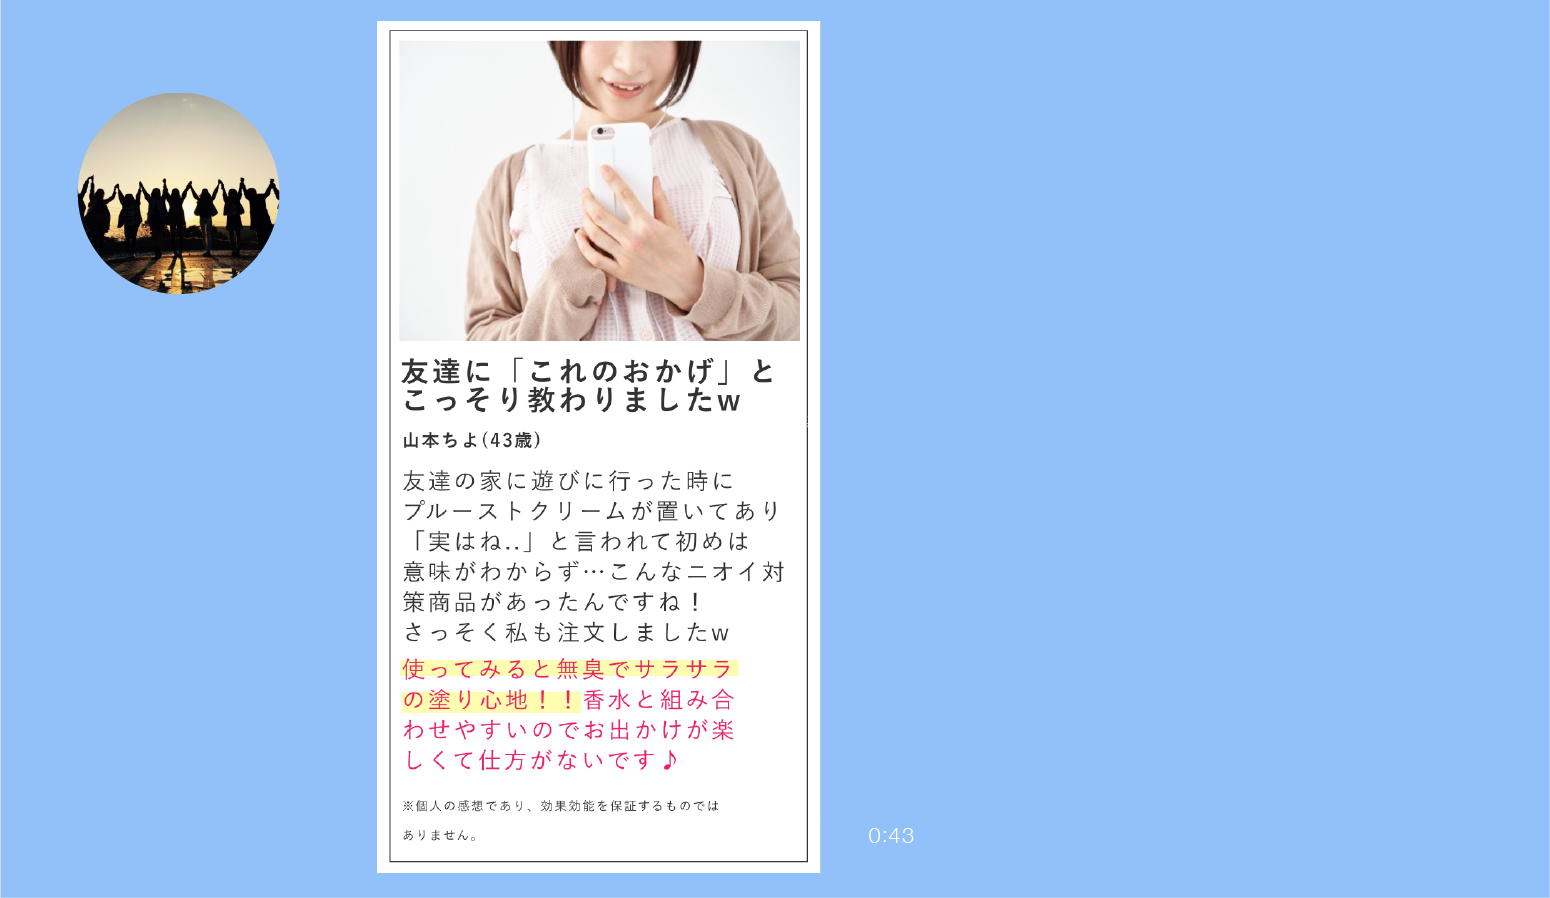 友達に「これのおかげ」と
こっそり教わりましたw
山本ちよ(43歳)
友達の家に遊びに行った時に
プルーストクリームが置いてあり
「実はね..」と言われて初めは
意味がわからず…こんなニオイ対
策商品があったんですね！
さっそく私も注文しましたw
使ってみると無臭でサラサラ
の塗り心地！！香水と組み合
わせやすいのでお出かけが楽
しくて仕方がないです♪
※個人の感想であり、効果効能を保証するものでは
ありません。
0:43